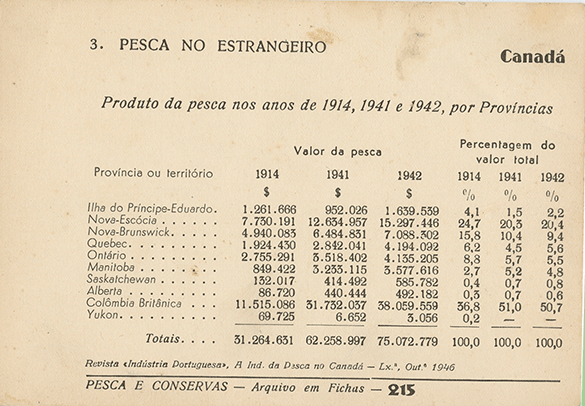 3. PESCA NO ESTRANGEIRO
Canadá
Produto da pesca nos anos de 1914, 1941 e 1942, por Províncias
Província ou território Valor da pesca Percentagem do valor total
1914 1941 1942 1914 1941 1942
$ $ $ % % %
Ilha do Príncipe-Eduardo. 1.261.666 952.026 1.639.539 4,1 1,5 2,2
Nova-Escócia . . . . . 7.730.191 12.634.957 15.297.446 24,7 20,3 20,4
Nova-Brunswick. . . . . 4.940.083 6.484.831 7.088.302 15,8 10,4 9,4
Quebec. . . . . . . . . 1.924.430 2.842.041 4.194.092 6,2 4,5 5,6
Ontário . . . . . . . . 2.755.291 3.518.402 4.135.205 8,8 5,7 5,5
Manitoba . . . . . . . 849.422 3.233.115 3.577.616 2,7 5,2 4,8
Saskatchewan . . . . . 132.017 414.492 585.782 0,4 0,7 0,8
Alberta . . . . . . . . 86.720 440.444 492.182 0,3 0,7 0,6
Colômbia Britânica . . . 11.515.086 31.732.037 38.059.559 36,8 51,0 50,7
Yukon. . . . . . . . . 69.725 6.652 3.056 0,2 — —
Totais. . . . 31.264.631 62.258.997 75.072.779 100,0 100,0 100,0
Revista «Indústria Portuguesa», A Ind. da Pesca no Canadá — Lx.ª, Out.º 1946
PESCA E CONSERVAS — Arquivo em Fichas — 215